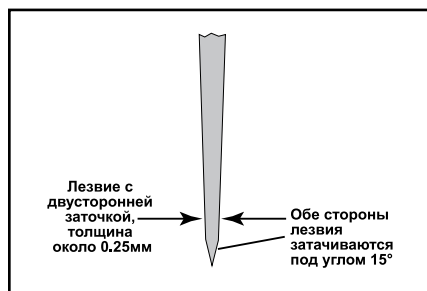 Лезвие с
двусторонней
заточкой,
толщина
около 0.25мм
Обе стороны
лезвия
затачиваются
под углом 15°